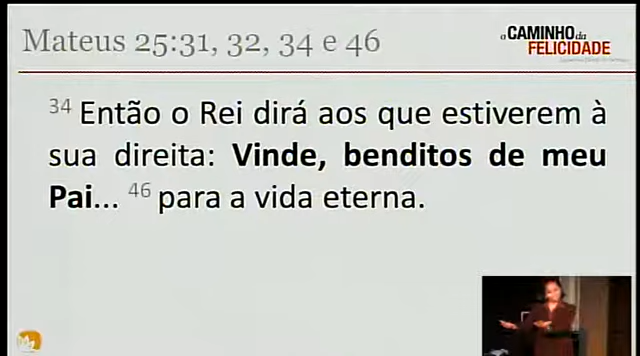 Mateus 25:31, 32, 34 e 46
o CAMINHO da
FELICIDADE
34 Então o Rei dirá aos que estiverem à
sua direita: Vinde, benditos de meu
Pai... 46 para a vida eterna.